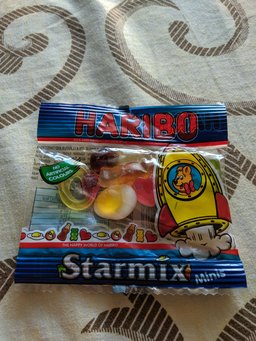 HARIBO
NO
ARTIFICIAL
COLOURS
THE HAPPY WORLD OF HARIBO
Starmix
Minis